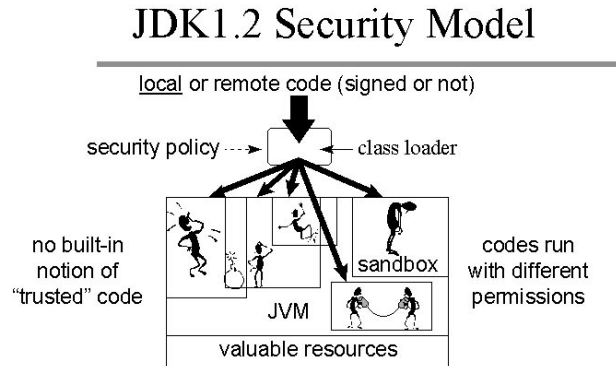 JDK1.2 Security Model
local or remote code (signed or not)
security policy
class loader
no built-in
notion of
"trusted" code
sandbox
JVM
codes run
with different
permissions
valuable resources